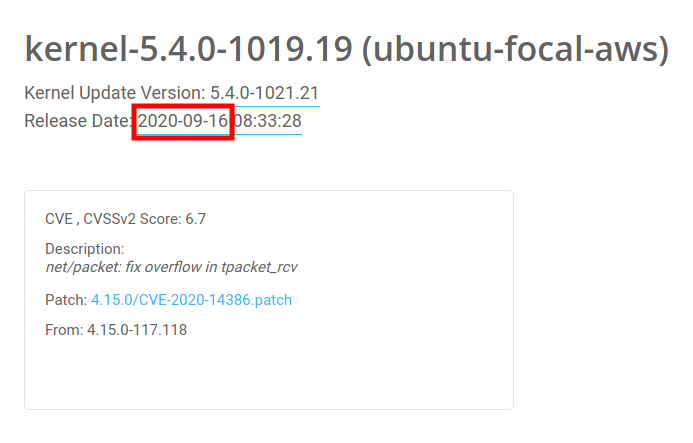 kernel-5.4.0-1019.19 (ubuntu-focal-aws)
Kernel Update Version: 5.4.0-1021.21
Release Date: 2020-09-16 08:33:28
CVE , CVSSv2 Score: 6.7
Description:
net/packet: fix overflow in tpacket_rcv
Patch: 4.15.0/CVE-2020-14386.patch
From: 4.15.0-117.118